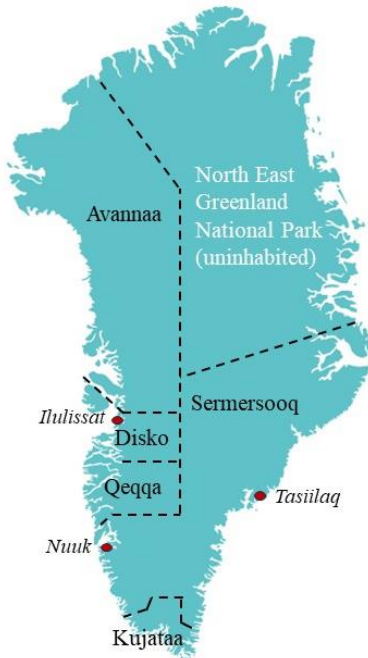 North East
Greenland
National Park
(uninhabited)
Avannaa
Sermersooq
Ilulissat
Disko
Qeqqa
Tasiilaq
Nuuk
Kujataa